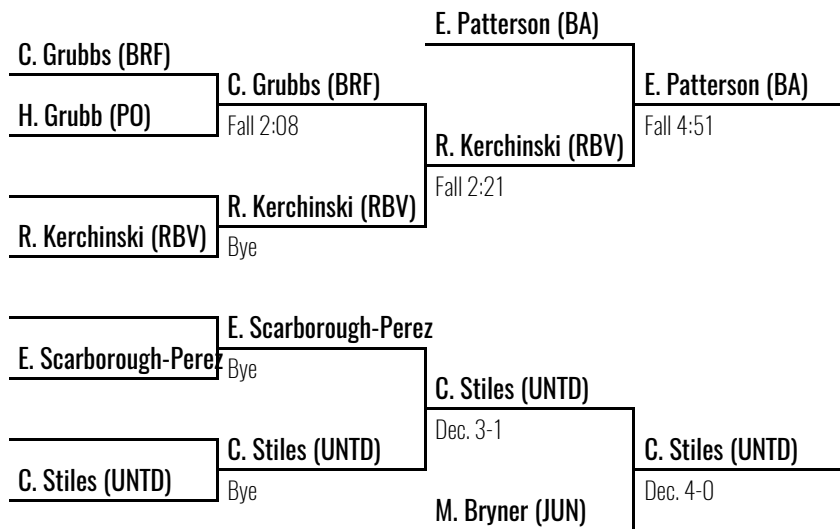 E. Patterson (BA)
C. Grubbs (BRF)
C. Grubbs (BRF)
E. Patterson (BA)
H. Grubb (PO)
Fall 2:08
Fall 4:51
R. Kerchinski (RBV)
Fall 2:21
R. Kerchinski (RBV)
R. Kerchinski (RBV)
Bye
E. Scarborough-Perez
E. Scarborough-Perez
Bye
C. Stiles (UNTD)
Dec. 3-1
C. Stiles (UNTD)
C. Stiles (UNTD)
C. Stiles (UNTD)
Bye
Dec. 4-0
M. Bryner (JUN)